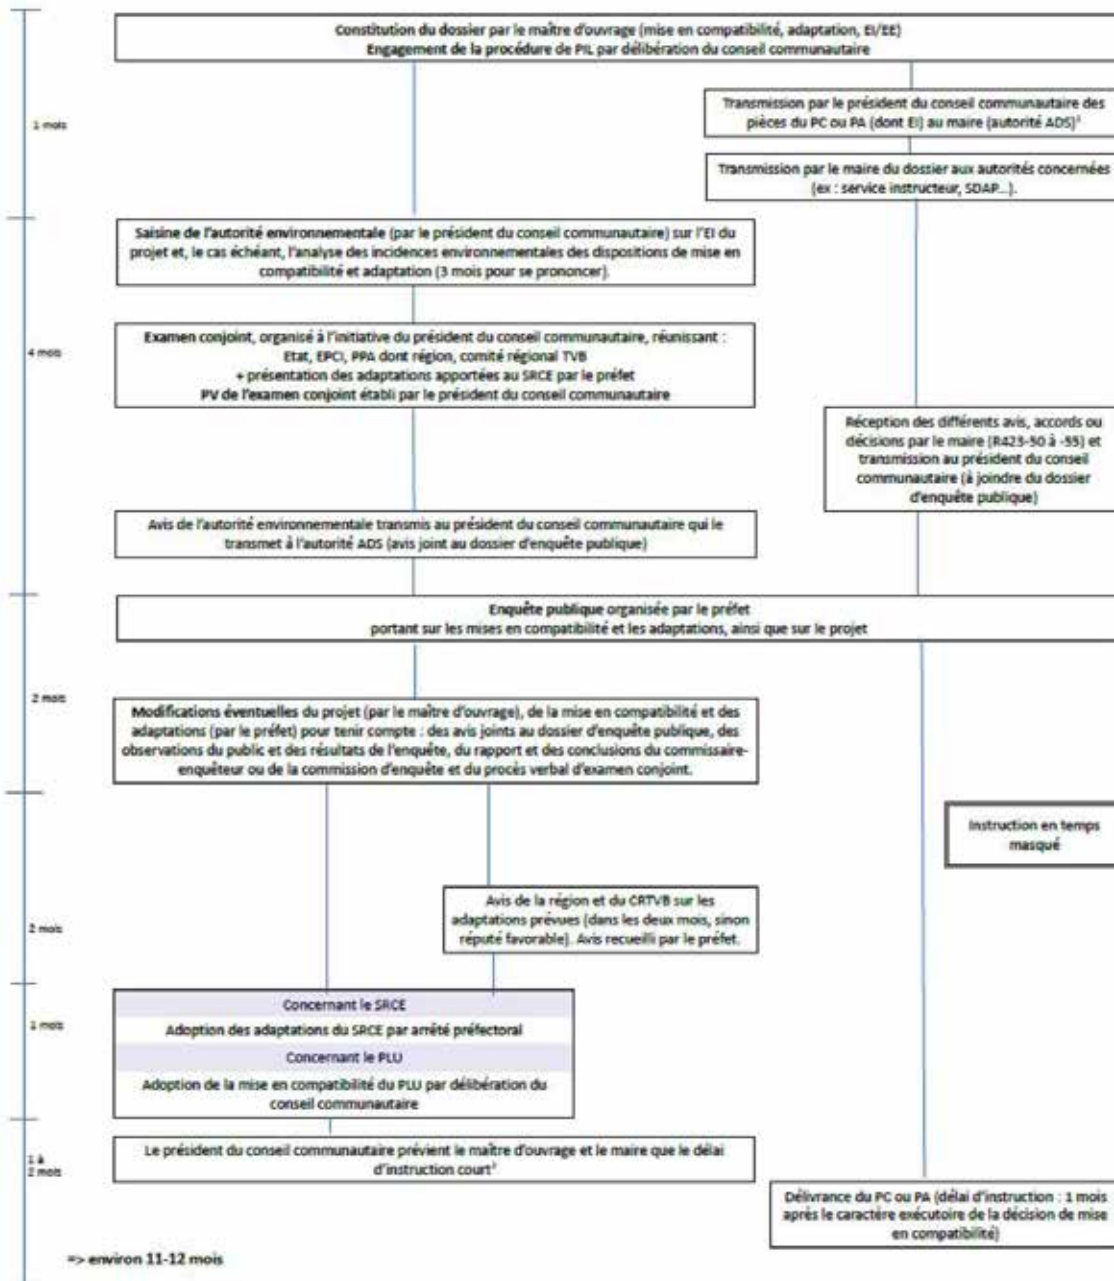 Constitution du dossier par le maître d'ouvrage (mise en compatibilité, adaptation, EI/EE)
Engagement de la procédure de PIL par délibération du conseil communautaire
1 mois
Transmission par le président du conseil communautaire des
pièces du PC ou PA (dont EI) au maire (autorité ADS)¹
Transmission par le maire du dossier aux autorités concernées
(ex : service instructeur, SDAP...).
Saisine de l'autorité environnementale (par le président du conseil communautaire) sur l'EI du
projet et, le cas échéant, l'analyse des incidences environnementales des dispositions de mise en
compatibilité et adaptation (3 mois pour se prononcer).
4 mois
Examen conjoint, organisé à l'initiative du président du conseil communautaire, réunissant :
Etat, EPCI, PPA dont région, comité régional TVB
+ présentation des adaptations apportées au SRCE par le préfet
PV de l'examen conjoint établi par le président du conseil communautaire
Réception des différents avis, accords ou
décisions par le maire (R423-50 à -55) et
transmission au président du conseil
communautaire (à joindre du dossier
d'enquête publique)
Avis de l'autorité environnementale transmis au président du conseil communautaire qui le
transmet à l'autorité ADS (avis joint au dossier d'enquête publique)
Enquête publique organisée par le préfet
portant sur les mises en compatibilité et les adaptations, ainsi que sur le projet
2 mois
Modifications éventuelles du projet (par le maître d'ouvrage), de la mise en compatibilité et des
adaptations (par le préfet) pour tenir compte : des avis joints au dossier d'enquête publique, des
observations du public et des résultats de l'enquête, du rapport et des conclusions du commissaire-
enquêteur ou de la commission d'enquête et du procès verbal d'examen conjoint.
Instruction en temps
masqué
2 mois
Avis de la région et du CRTVB sur les
adaptations prévues (dans les deux mois, sinon
réputé favorable). Avis recueilli par le préfet.
1 mois
Concernant le SRCE
Adoption des adaptations du SRCE par arrêté préfectoral
Concernant le PLU
Adoption de la mise en compatibilité du PLU par délibération du
conseil communautaire
1 à
2 mois
Le président du conseil communautaire prévient le maître d'ouvrage et le maire que le délai
d'instruction court²
Délivrance du PC ou PA (délai d'instruction : 1 mois
après le caractère exécutoire de la décision de mise
en compatibilité)
=> environ 11-12 mois